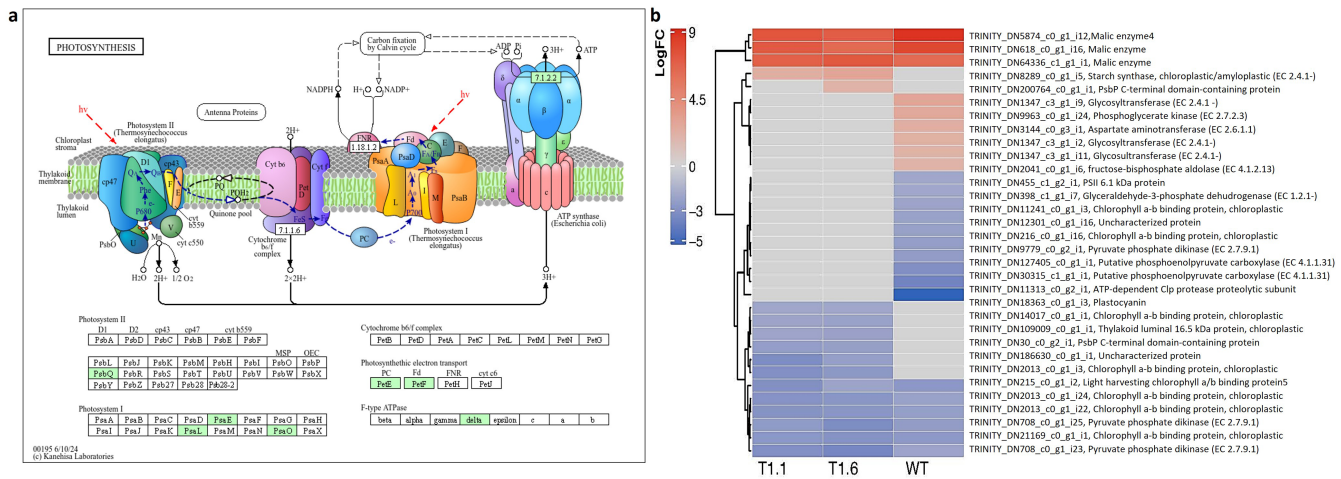 a
PHOTOSYNTHESIS
Carbon fixation
by Calvin cycle
NADPH H+ NADP+
ADP Pi 3H+ ATP
hν
hν
Antenna Proteins
Photosystem II
(Thermosynechococcus
elongatus)
Chloroplast
stroma
Thylakoid
membrane
Thylakoid
lumen
cp47
D1
cp43
Phe
P680
F
E
cyt
b559
V
cyt c550
PsbO
U
Mn
H2O 2H+ 1/2 O2
PQ
PQH2
Quinone pool
2H+
Cyt b6
Pet
D
Cyt f
FeS
7.1.1.6
Cytochrome
b6/f
complex
2×2H+
PC
e-
FNR
1.18.1.2
Fd
PsaA
PsaD
C
E
F
L
I
M
PsaB
P700
Photosystem I
(Thermosynechococcus
elongatus)
7.1.2.2
δ
α
β
α
b
γ
ε
a
c
c
ATP synthase
(Escherichia coli)
3H+
Photosystem II
D1 D2 cp43 cp47 cyt b559
PsbA PsbD PsbC PsbB PsbE PsbF
MSP OEC
PsbL PsbJ PsbK PsbM PsbH PsbI PsbO PsbP
PsbQ PsbR PsbS PsbT PsbU PsbV PsbW PsbX
PsbY PsbZ Psb27 Psb28 Psb28-2
Photosystem I
PsaA PsaB PsaC PsaD PsaE PsaF PsaG PsaH
PsaI PsaJ PsaK PsaL PsaM PsaN PsaO PsaX
Cytochrome b6/f complex
PetB PetD PetA PetC PetL PetM PetN PetG
Photosynthetic electron transport
PC Fd FNR cyt c6
PetE PetF PetH PetJ
F-type ATPase
beta alpha gamma delta epsilon c a b
00195 6/10/24
(c) Kanehisa Laboratories
b
LogFC
9
4.5
0
−3
−5
TRINITY_DN5874_c0_g1_i12,Malic enzyme4
TRINITY_DN618_c0_g1_i16, Malic enzyme
TRINITY_DN64336_c1_g1_i1, Malic enzyme
TRINITY_DN8289_c0_g1_i5, Starch synthase, chloroplastic/amyloplastic (EC 2.4.1-)
TRINITY_DN200764_c0_g1_i1, PsbP C-terminal domain-containing protein
TRINITY_DN1347_c3_g1_i9, Glycosyltransferase (EC 2.4.1 -)
TRINITY_DN9963_c0_g1_i24, Phosphoglycerate kinase (EC 2.7.2.3)
TRINITY_DN3144_c0_g3_i1, Aspartate aminotransferase (EC 2.6.1.1)
TRINITY_DN1347_c3_g1_i2, Glycosyltransferase (EC 2.4.1-)
TRINITY_DN1347_c3_g1_i11, Glycosultransferase (EC 2.4.1-)
TRINITY_DN2041_c0_g1_i6, fructose-bisphosphate aldolase (EC 4.1.2.13)
TRINITY_DN455_c1_g2_i1, PSII 6.1 kDa protein
TRINITY_DN398_c1_g1_i7, Glyceraldehyde-3-phosphate dehydrogenase (EC 1.2.1-)
TRINITY_DN11241_c0_g1_i3, Chlorophyll a-b binding protein, chloroplastic
TRINITY_DN12301_c0_g1_i16, Uncharacterized protein
TRINITY_DN216_c0_g1_i16, Chlorophyll a-b binding protein, chloroplastic
TRINITY_DN9779_c0_g2_i1, Pyruvate phosphate dikinase (EC 2.7.9.1)
TRINITY_DN127405_c0_g1_i1, Putative phosphoenolpyruvate carboxylase (EC 4.1.1.31)
TRINITY_DN30315_c1_g1_i1, Putative phosphoenolpyruvate carboxylase (EC 4.1.1.31)
TRINITY_DN11313_c0_g2_i1, ATP-dependent Clp protease proteolytic subunit
TRINITY_DN18363_c0_g1_i3, Plastocyanin
TRINITY_DN14017_c0_g1_i1, Chlorophyll a-b binding protein, chloroplastic
TRINITY_DN109009_c0_g1_i1, Thylakoid luminal 16.5 kDa protein, chloroplastic
TRINITY_DN30_c0_g2_i1, PsbP C-terminal domain-containing protein
TRINITY_DN186630_c0_g1_i1, Uncharacterized protein
TRINITY_DN2013_c0_g1_i3, Chlorophyll a-b binding protein, chloroplastic
TRINITY_DN215_c0_g1_i2, Light harvesting chlorophyll a/b binding protein5
TRINITY_DN2013_c0_g1_i24, Chlorophyll a-b binding protein, chloroplastic
TRINITY_DN2013_c0_g1_i22, Chlorophyll a-b binding protein, chloroplastic
TRINITY_DN708_c0_g1_i25, Pyruvate phosphate dikinase (EC 2.7.9.1)
TRINITY_DN21169_c0_g1_i1, Chlorophyll a-b binding protein, chloroplastic
TRINITY_DN708_c0_g1_i23, Pyruvate phosphate dikinase (EC 2.7.9.1)
T1.1 T1.6 WT